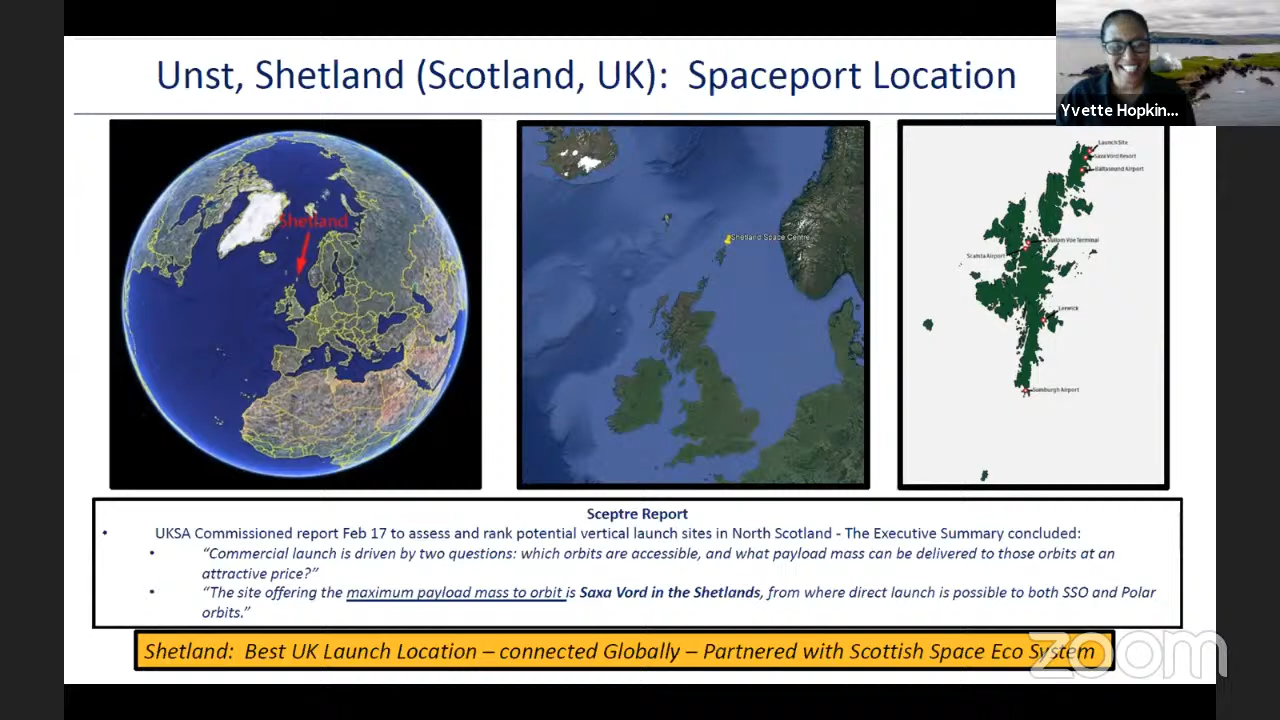 Unst, Shetland (Scotland, UK):  Spaceport Location
Yvette Hopkin...
Shetland
Shetland Space Centre
Launch Site
Saxa Vord Resort
Baltasound Airport
Sullom Voe Terminal
Scatsta Airport
Lerwick
Sumburgh Airport
Sceptre Report
• UKSA Commissioned report Feb 17 to assess and rank potential vertical launch sites in North Scotland - The Executive Summary concluded:
• “Commercial launch is driven by two questions: which orbits are accessible, and what payload mass can be delivered to those orbits at an
attractive price?”
• “The site offering the maximum payload mass to orbit is Saxa Vord in the Shetlands, from where direct launch is possible to both SSO and Polar
orbits.”
Shetland:  Best UK Launch Location – connected Globally – Partnered with Scottish Space Eco System
zoom